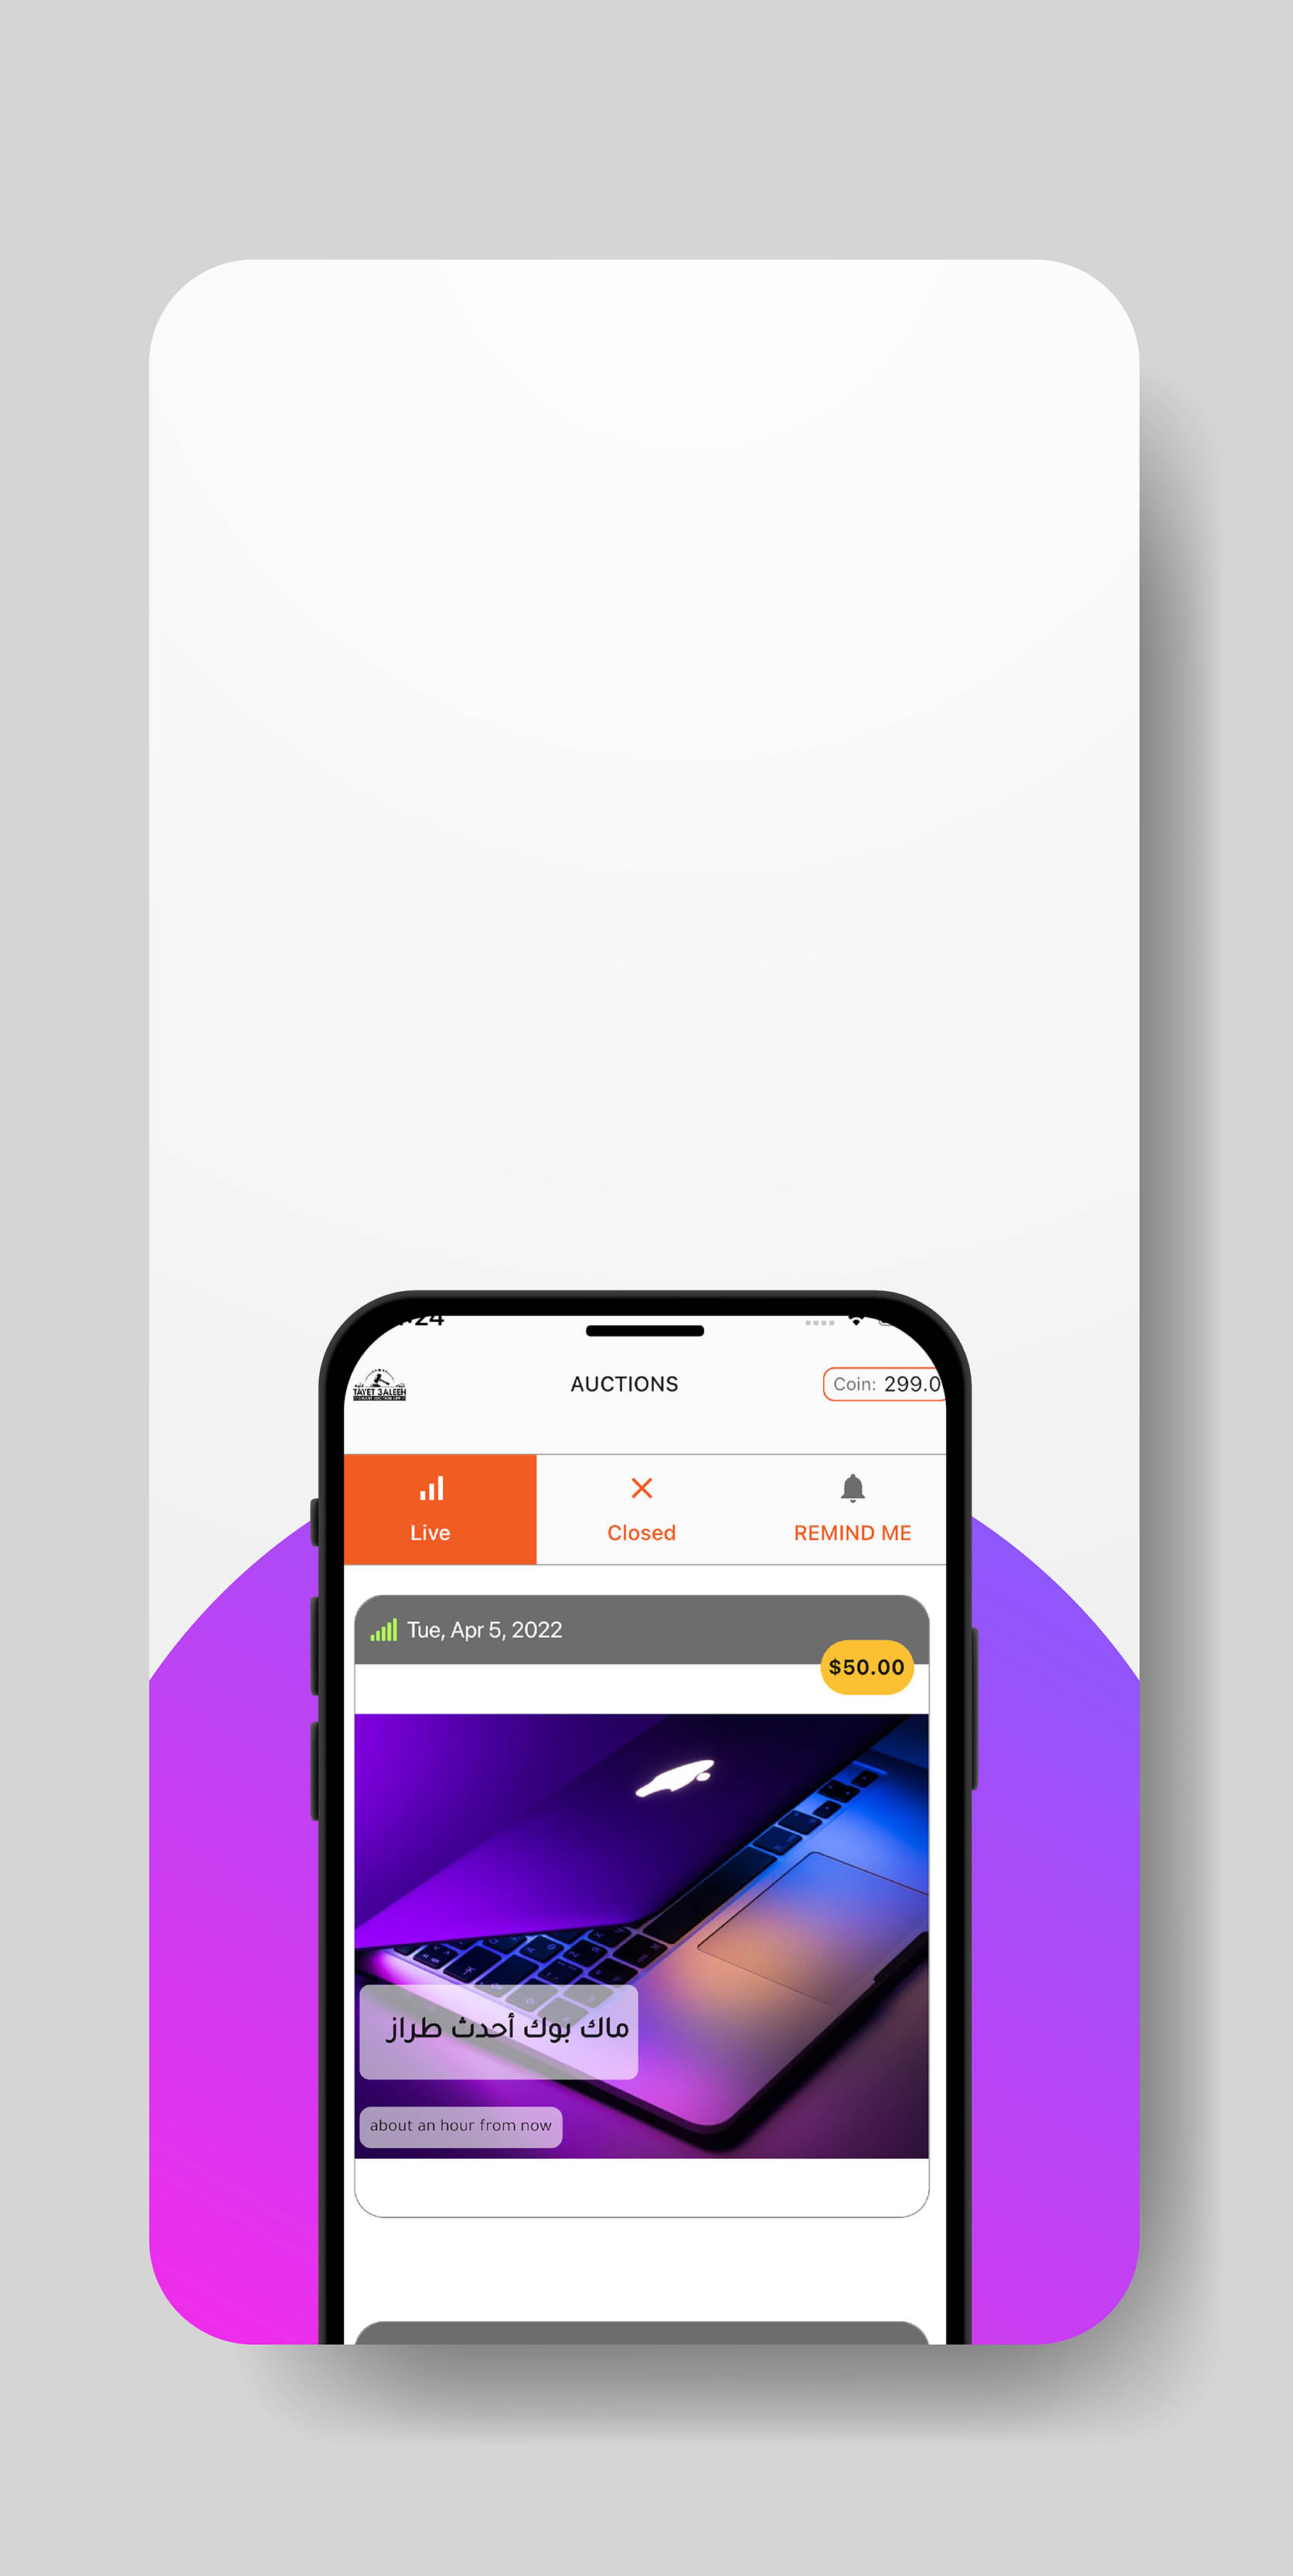 :24
TAYET 3ALEEH
AUCTIONS
Coin: 299.0
Live
Closed
REMIND ME
Tue, Apr 5, 2022
$50.00
ماك بوك أحدث طراز
about an hour from now